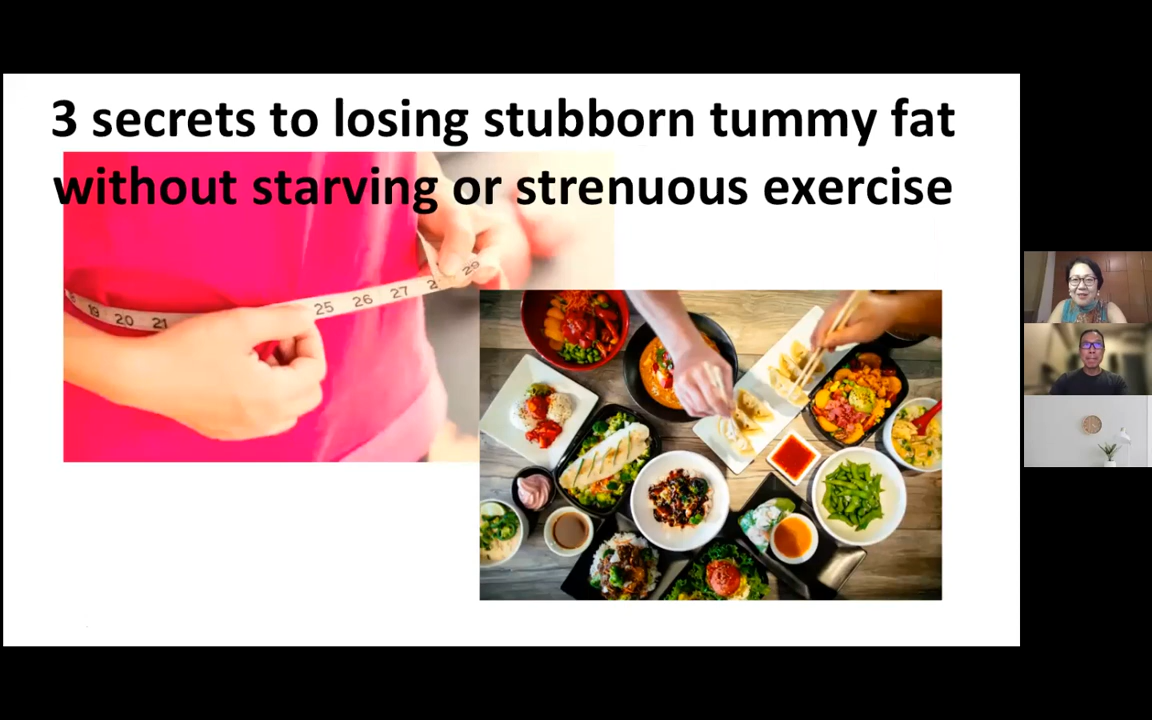 3 secrets to losing stubborn tummy fat
without starving or strenuous exercise
19 20 21 25 26 27 2 29